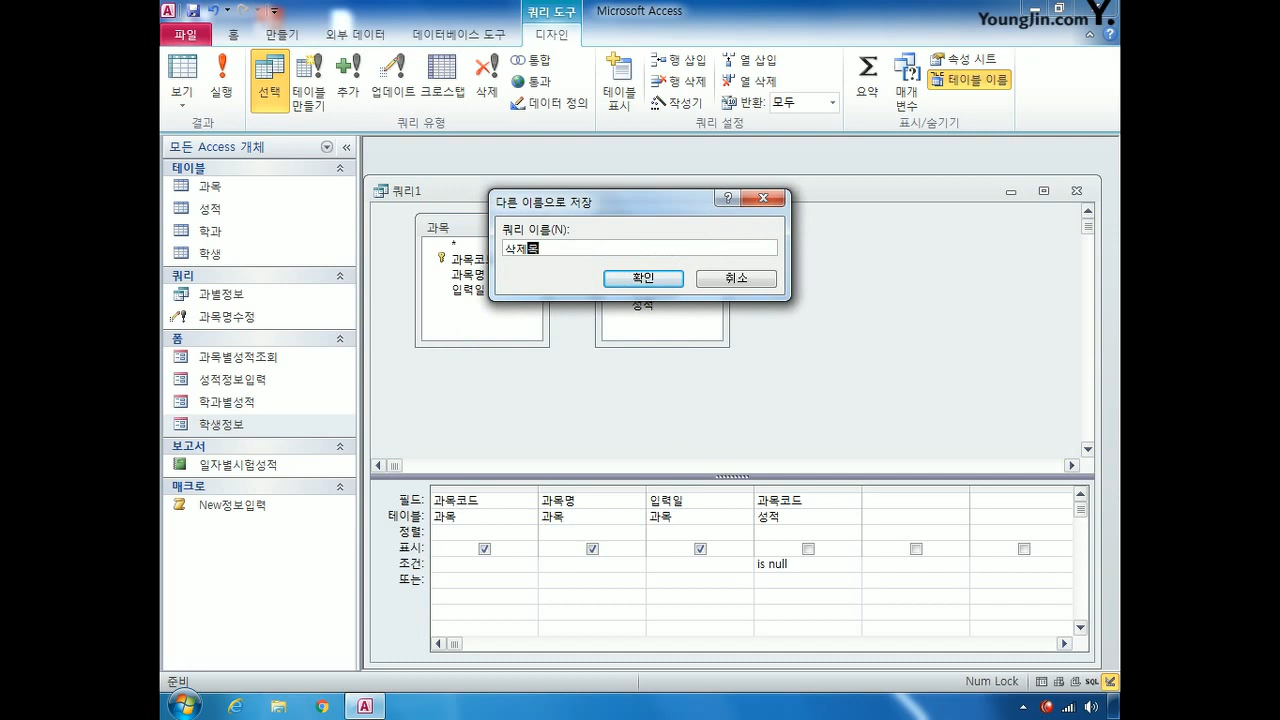 쿼리 도구
Microsoft Access
YoungJin.com Y.
파일
홈
만들기
외부 데이터
데이터베이스 도구
디자인
보기
실행
선택
테이블
만들기
추가
업데이트
크로스탭
삭제
통합
통과
데이터 정의
테이블
표시
행 삽입
행 삭제
작성기
열 삽입
열 삭제
반환: 모두
Σ
요약
매개
변수
속성 시트
테이블 이름
결과
쿼리 유형
쿼리 설정
표시/숨기기
모든 Access 개체
테이블
과목
성적
학과
학생
쿼리
과별정보
과목명수정
폼
과목별성적조회
성적정보입력
학과별성적
학생정보
보고서
일자별시험성적
매크로
New정보입력
쿼리1
과목
*
과목코드
과목명
입력일
성적
다른 이름으로 저장
쿼리 이름(N):
삭제목
확인
취소
필드: 과목코드 과목명 입력일 과목코드
테이블: 과목 과목 과목 성적
정렬:
표시:
조건: is null
또는:
준비
Num Lock
SQL